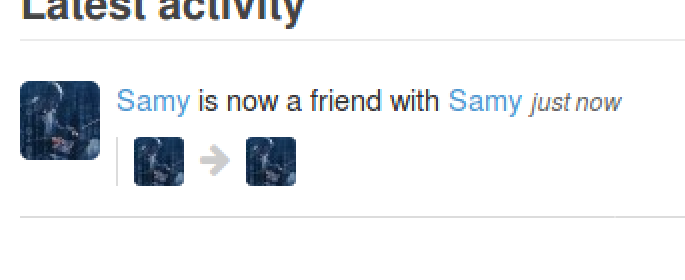 Latest activity
Samy is now a friend with Samy just now